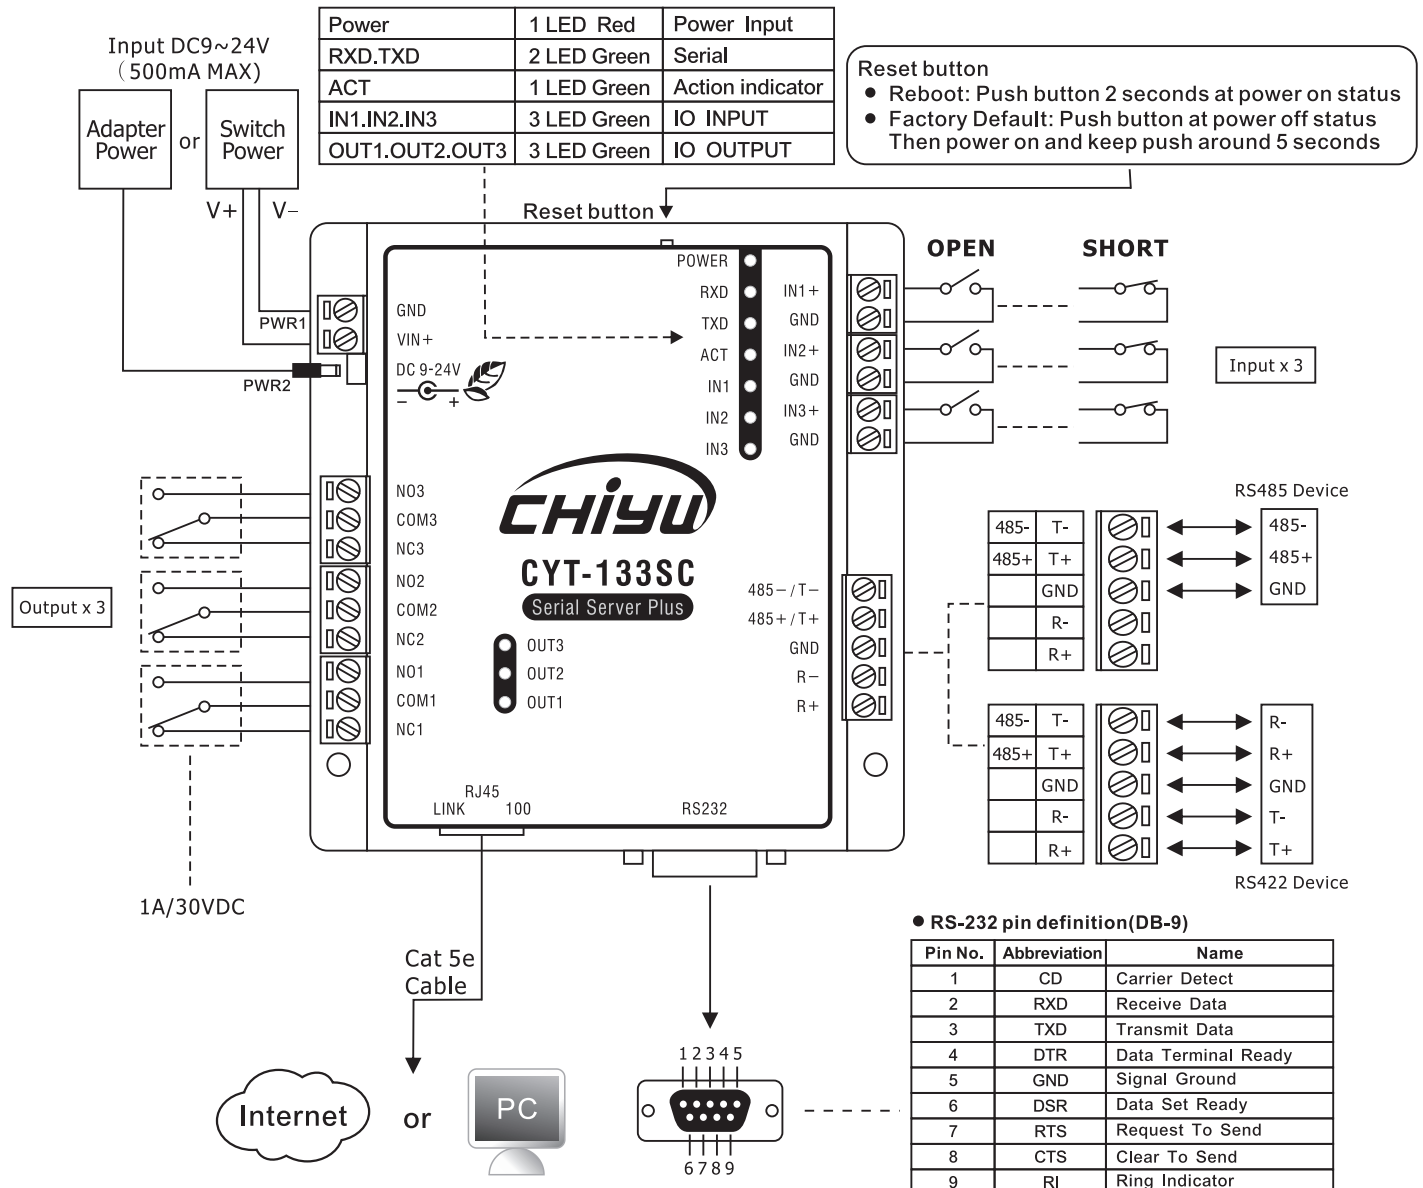 Power 1 LED Red Power Input
RXD.TXD 2 LED Green Serial
ACT 1 LED Green Action indicator
IN1.IN2.IN3 3 LED Green IO INPUT
OUT1.OUT2.OUT3 3 LED Green IO OUTPUT
Input DC9~24V
(500mA MAX)
Adapter
Power
or
Switch
Power
V+ V−
Reset button
● Reboot: Push button 2 seconds at power on status
● Factory Default: Push button at power off status
Then power on and keep push around 5 seconds
Reset button
PWR1
PWR2
GND
VIN+
DC 9-24V
− +
POWER
RXD
TXD
ACT
IN1
IN2
IN3
IN1+
GND
IN2+
GND
IN3+
GND
OPEN SHORT
Input x 3
NO3
COM3
NC3
NO2
COM2
NC2
NO1
COM1
NC1
Output x 3
1A/30VDC
CHiYU
CYT-133SC
Serial Server Plus
OUT3
OUT2
OUT1
485−/T−
485+/T+
GND
R−
R+
RJ45
LINK 100
RS232
RS485 Device
485- T- 485-
485+ T+ 485+
GND GND
R-
R+
485- T- R-
485+ T+ R+
GND GND
R- T-
R+ T+
RS422 Device
Cat 5e
Cable
Internet
or
PC
1 2 3 4 5
6 7 8 9
● RS-232 pin definition(DB-9)
Pin No. Abbreviation Name
1 CD Carrier Detect
2 RXD Receive Data
3 TXD Transmit Data
4 DTR Data Terminal Ready
5 GND Signal Ground
6 DSR Data Set Ready
7 RTS Request To Send
8 CTS Clear To Send
9 RI Ring Indicator